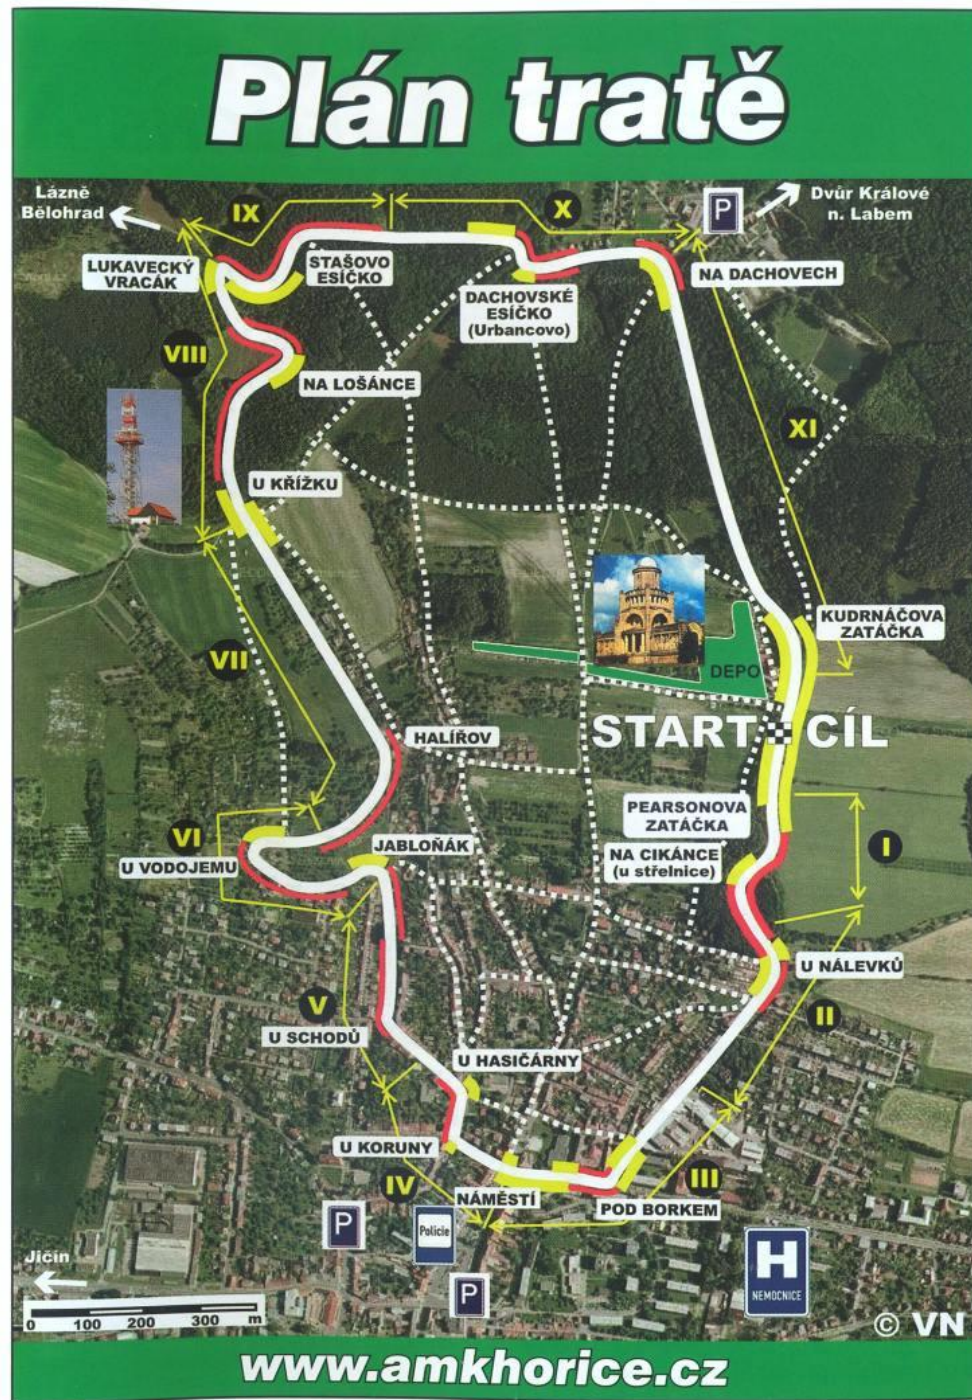 Plán tratě
Lázně
Bělohrad
IX
X
P
Dvůr Králové
n. Labem
LUKAVECKÝ
VRACÁK
STAŠOVO
ESÍČKO
DACHOVSKÉ
ESÍČKO
(Urbancovo)
NA DACHOVECH
VIII
NA LOŠÁNCE
XI
U KŘÍŽKU
KUDRNÁČOVA
ZATÁČKA
VII
DEPO
HALÍŘOV
START CÍL
PEARSONOVA
ZATÁČKA
VI
U VODOJEMU
JABLOŇÁK
NA CIKÁNCE
(u střelnice)
I
U NÁLEVKŮ
V
II
U SCHODŮ
U HASIČÁRNY
U KORUNY
IV
NÁMĚSTÍ
III
POD BORKEM
P
Policie
H
NEMOCNICE
Jičín
P
0 100 200 300 m
© VN
www.amkhorice.cz